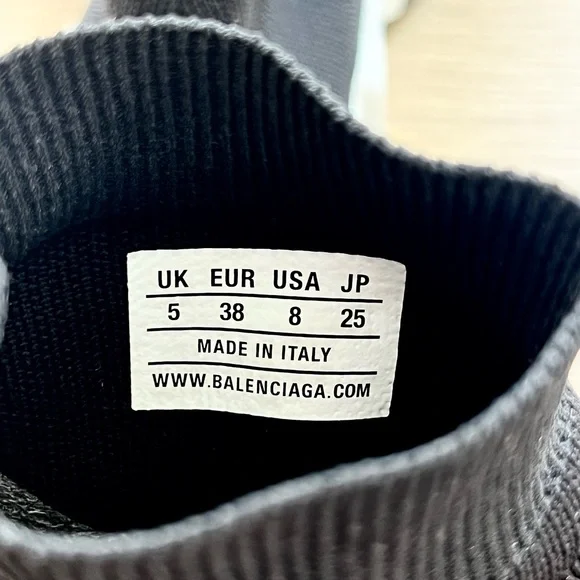 UK EUR USA JP
5 38 8 25
MADE IN ITALY
WWW.BALENCIAGA.COM